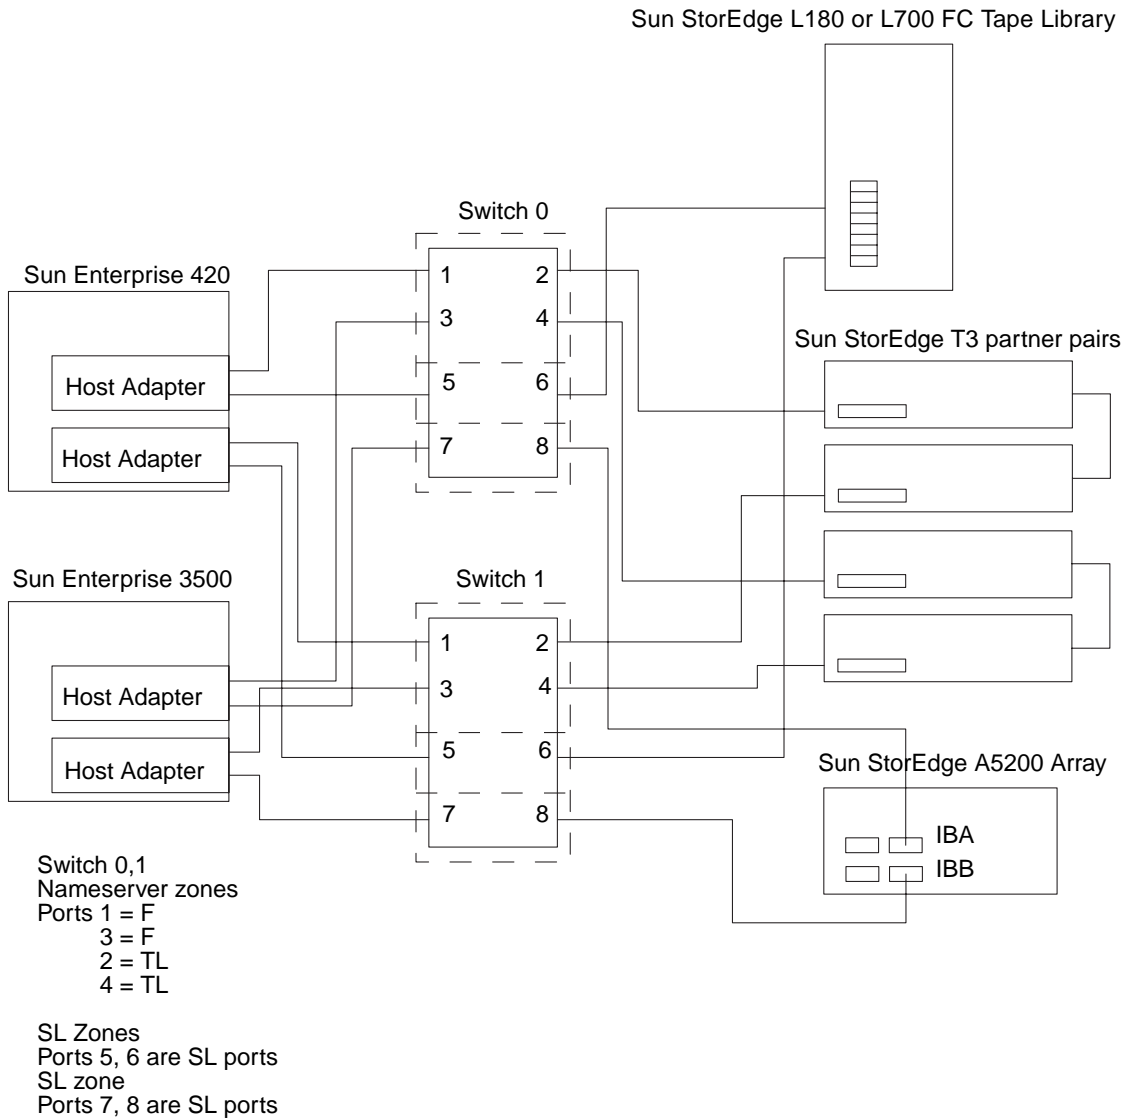 Sun StorEdge L180 or L700 FC Tape Library
Switch 0
Sun Enterprise 420
1 2
3 4
Sun StorEdge T3 partner pairs
Host Adapter
5 6
Host Adapter
7 8
Sun Enterprise 3500
Switch 1
1 2
Host Adapter
3 4
Host Adapter
5 6
Sun StorEdge A5200 Array
7 8
IBA
IBB
Switch 0,1
Nameserver zones
Ports 1 = F
3 = F
2 = TL
4 = TL
SL Zones
Ports 5, 6 are SL ports
SL zone
Ports 7, 8 are SL ports